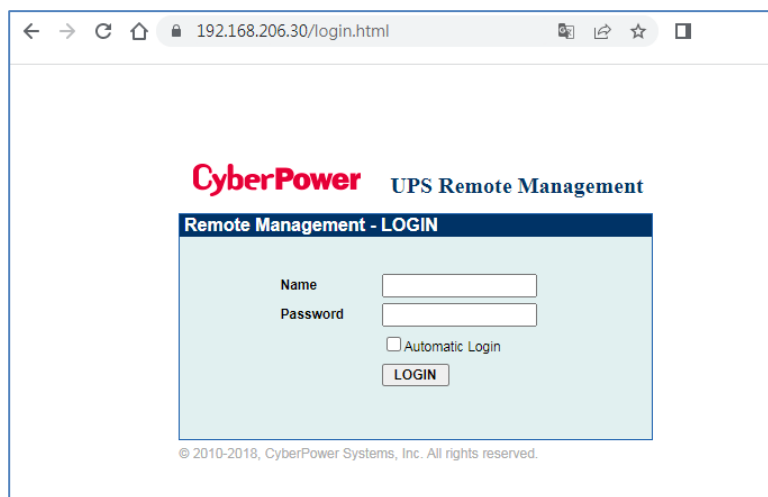 192.168.206.30/login.html
CyberPower UPS Remote Management
Remote Management - LOGIN
Name
Password
Automatic Login
LOGIN
© 2010-2018, CyberPower Systems, Inc. All rights reserved.